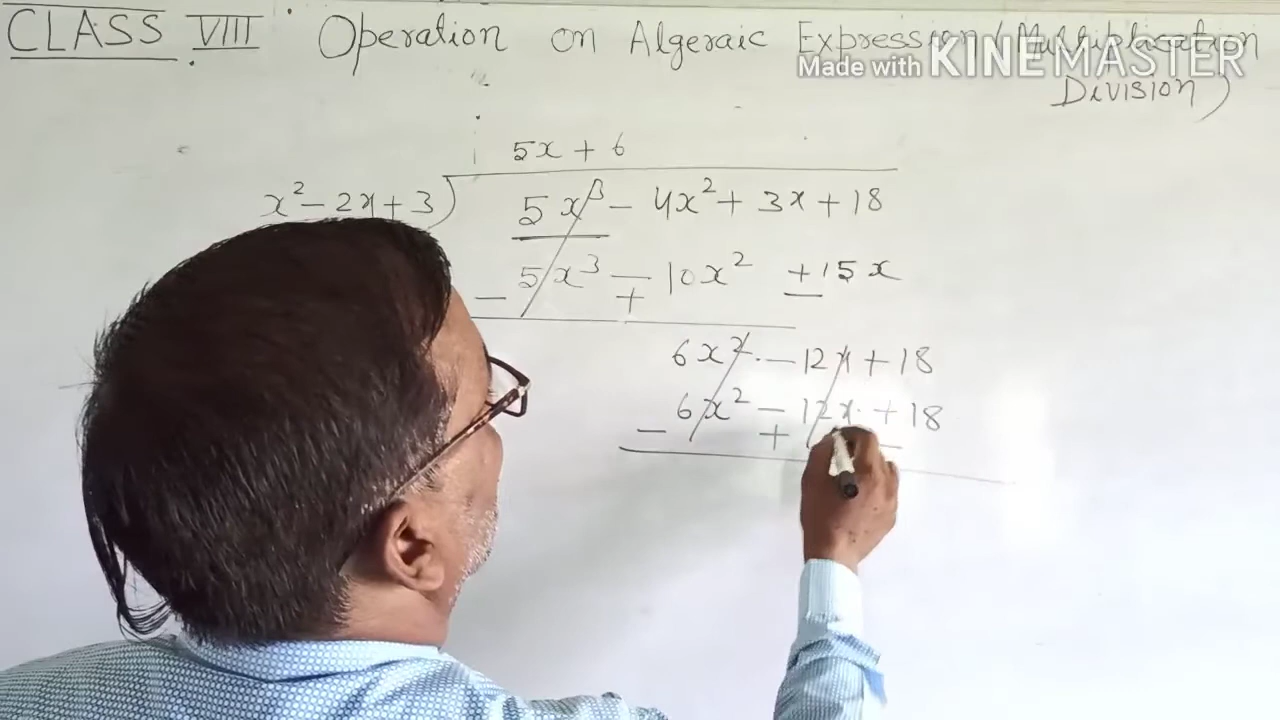 CLASS VIII Operation on Algeraic Expression (Multiplication
Made with KINEMASTER
Division)
5x + 6
x² - 2x + 3) 5x³ - 4x² + 3x + 18
5x³ - 10x² + 15x
- + -
6x² - 12x + 18
6x² - 12x + 18
- + -